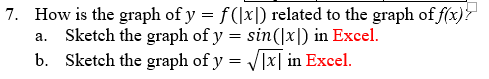 7. How is the graph of y = f(|x|) related to the graph of f(x)?
a. Sketch the graph of y = sin(|x|) in Excel.
b. Sketch the graph of y = √|x| in Excel.